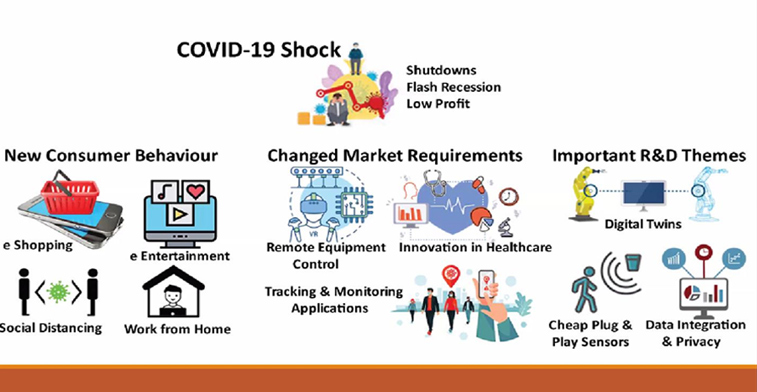 COVID-19 Shock
Shutdowns
Flash Recession
Low Profit
New Consumer Behaviour
e Shopping
e Entertainment
Social Distancing
Work from Home
Changed Market Requirements
VR
Remote Equipment
Control
Innovation in Healthcare
Tracking & Monitoring
Applications
Important R&D Themes
Digital Twins
Cheap Plug &
Play Sensors
Data Integration
& Privacy